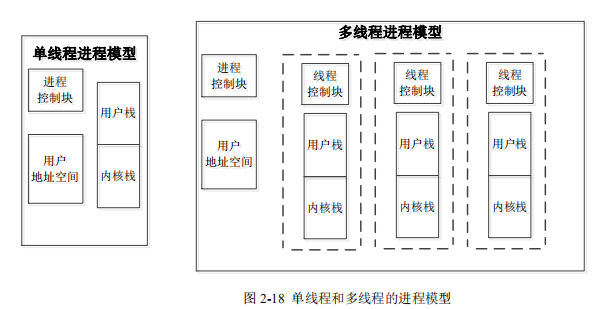 单线程进程模型
进程
控制块
用户
地址空间
用户栈
内核栈
多线程进程模型
进程
控制块
用户
地址空间
线程
控制块
用户栈
内核栈
线程
控制块
用户栈
内核栈
线程
控制块
用户栈
内核栈
图 2-18 单线程和多线程的进程模型